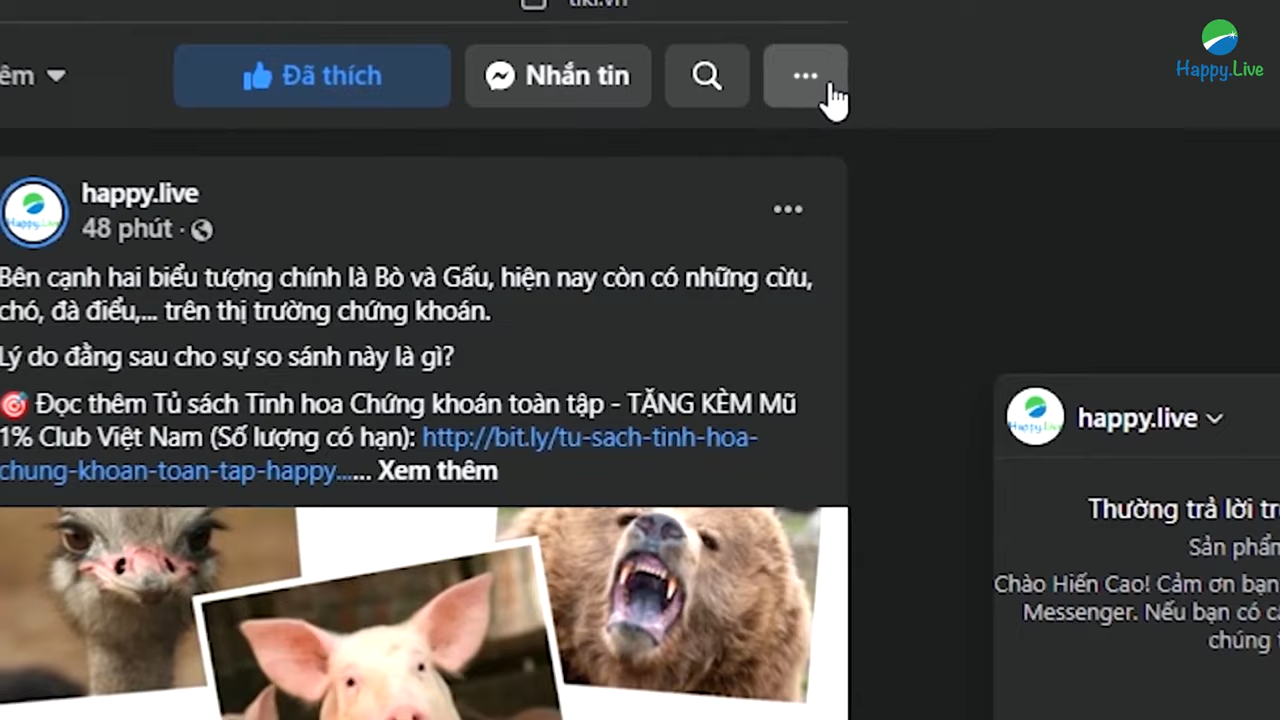 tiki.vn
Happy.Live
êm
Đã thích
Nhắn tin
happy.live
48 phút ·
Bên cạnh hai biểu tượng chính là Bò và Gấu, hiện nay còn có những cừu,
chó, đà điểu,... trên thị trường chứng khoán.
Lý do đằng sau cho sự so sánh này là gì?
🎯 Đọc thêm Tủ sách Tinh hoa Chứng khoán toàn tập - TẶNG KÈM Mũ
1% Club Việt Nam (Số lượng có hạn): http://bit.ly/tu-sach-tinh-hoa-
chung-khoan-toan-tap-happy...... Xem thêm
Happy.Live
happy.live
Thường trả lời
Sản phẩm
Chào Hiến Cao! Cảm ơn bạn
Messenger. Nếu bạn có
chúng